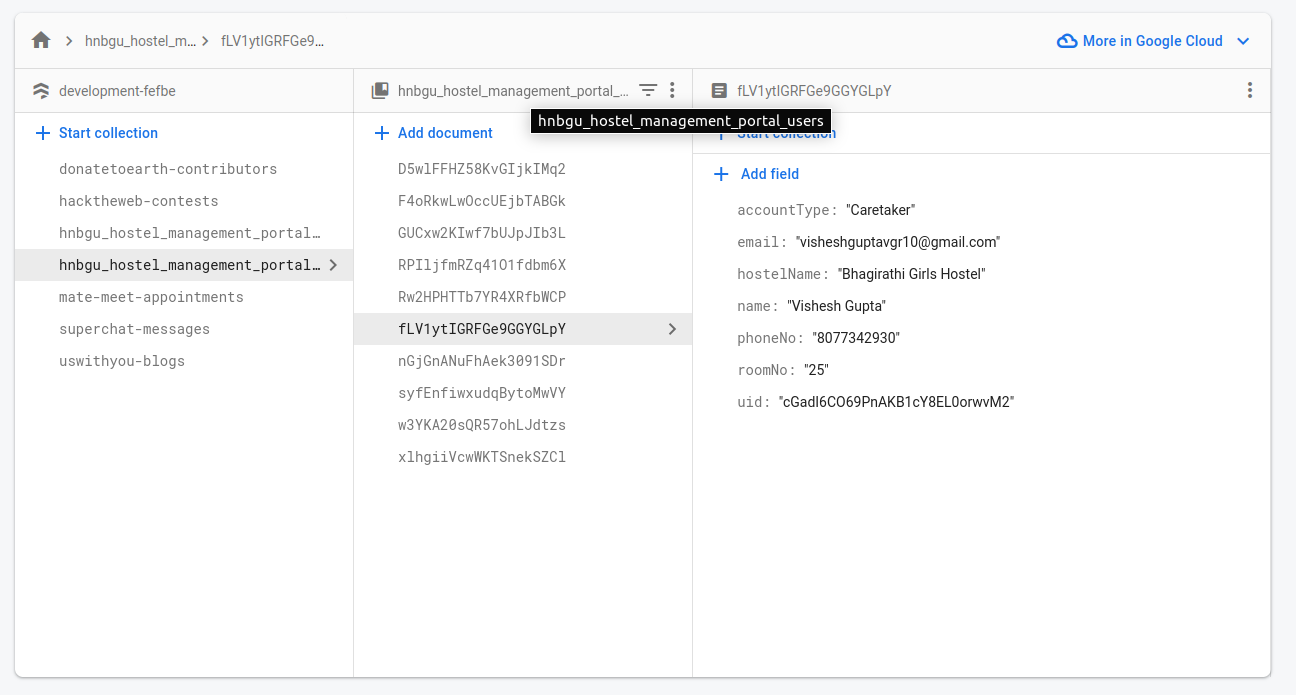 hnbgu_hostel_m... > fLV1ytIGRFGe9...
More in Google Cloud
development-fefbe
Start collection
donatetoearth-contributors
hacktheweb-contests
hnbgu_hostel_management_portal…
hnbgu_hostel_management_portal…
mate-meet-appointments
superchat-messages
uswithyou-blogs
hnbgu_hostel_management_portal_...
hnbgu_hostel_management_portal_users
Add document
D5wlFFHZ58KvGIjkIMq2
F4oRkwLwOccUEjbTABGk
GUCxw2KIwf7bUJpJIb3L
RPIljfmRZq41O1fdbm6X
Rw2HPHTTb7YR4XRfbWCP
fLV1ytIGRFGe9GGYGLpY
nGjGnANuFhAek3091SDr
syfEnfiwxudqBytoMwVY
w3YKA20sQR57ohLJdtzs
xlhgiiVcwWKTSnekSZCl
fLV1ytIGRFGe9GGYGLpY
Start collection
Add field
accountType: "Caretaker"
email: "visheshguptavgr10@gmail.com"
hostelName: "Bhagirathi Girls Hostel"
name: "Vishesh Gupta"
phoneNo: "8077342930"
roomNo: "25"
uid: "cGadI6CO69PnAKB1cY8EL0orwvM2"